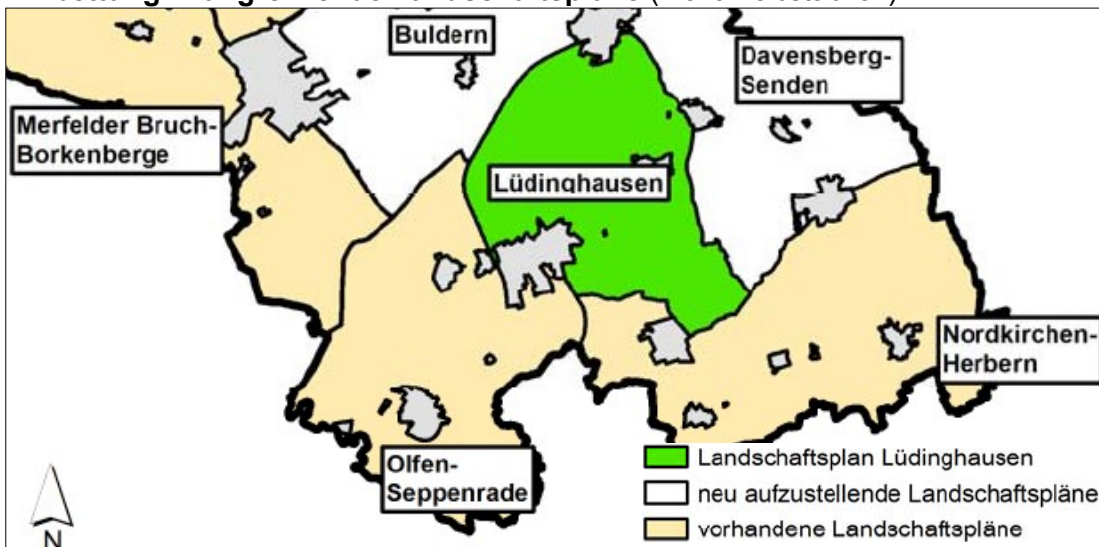 Buldern
Davensberg-
Senden
Merfelder Bruch-
Borkenberge
Lüdinghausen
Nordkirchen-
Herbern
Olfen-
Seppenrade
Landschaftsplan Lüdinghausen
neu aufzustellende Landschaftspläne
vorhandene Landschaftspläne
N